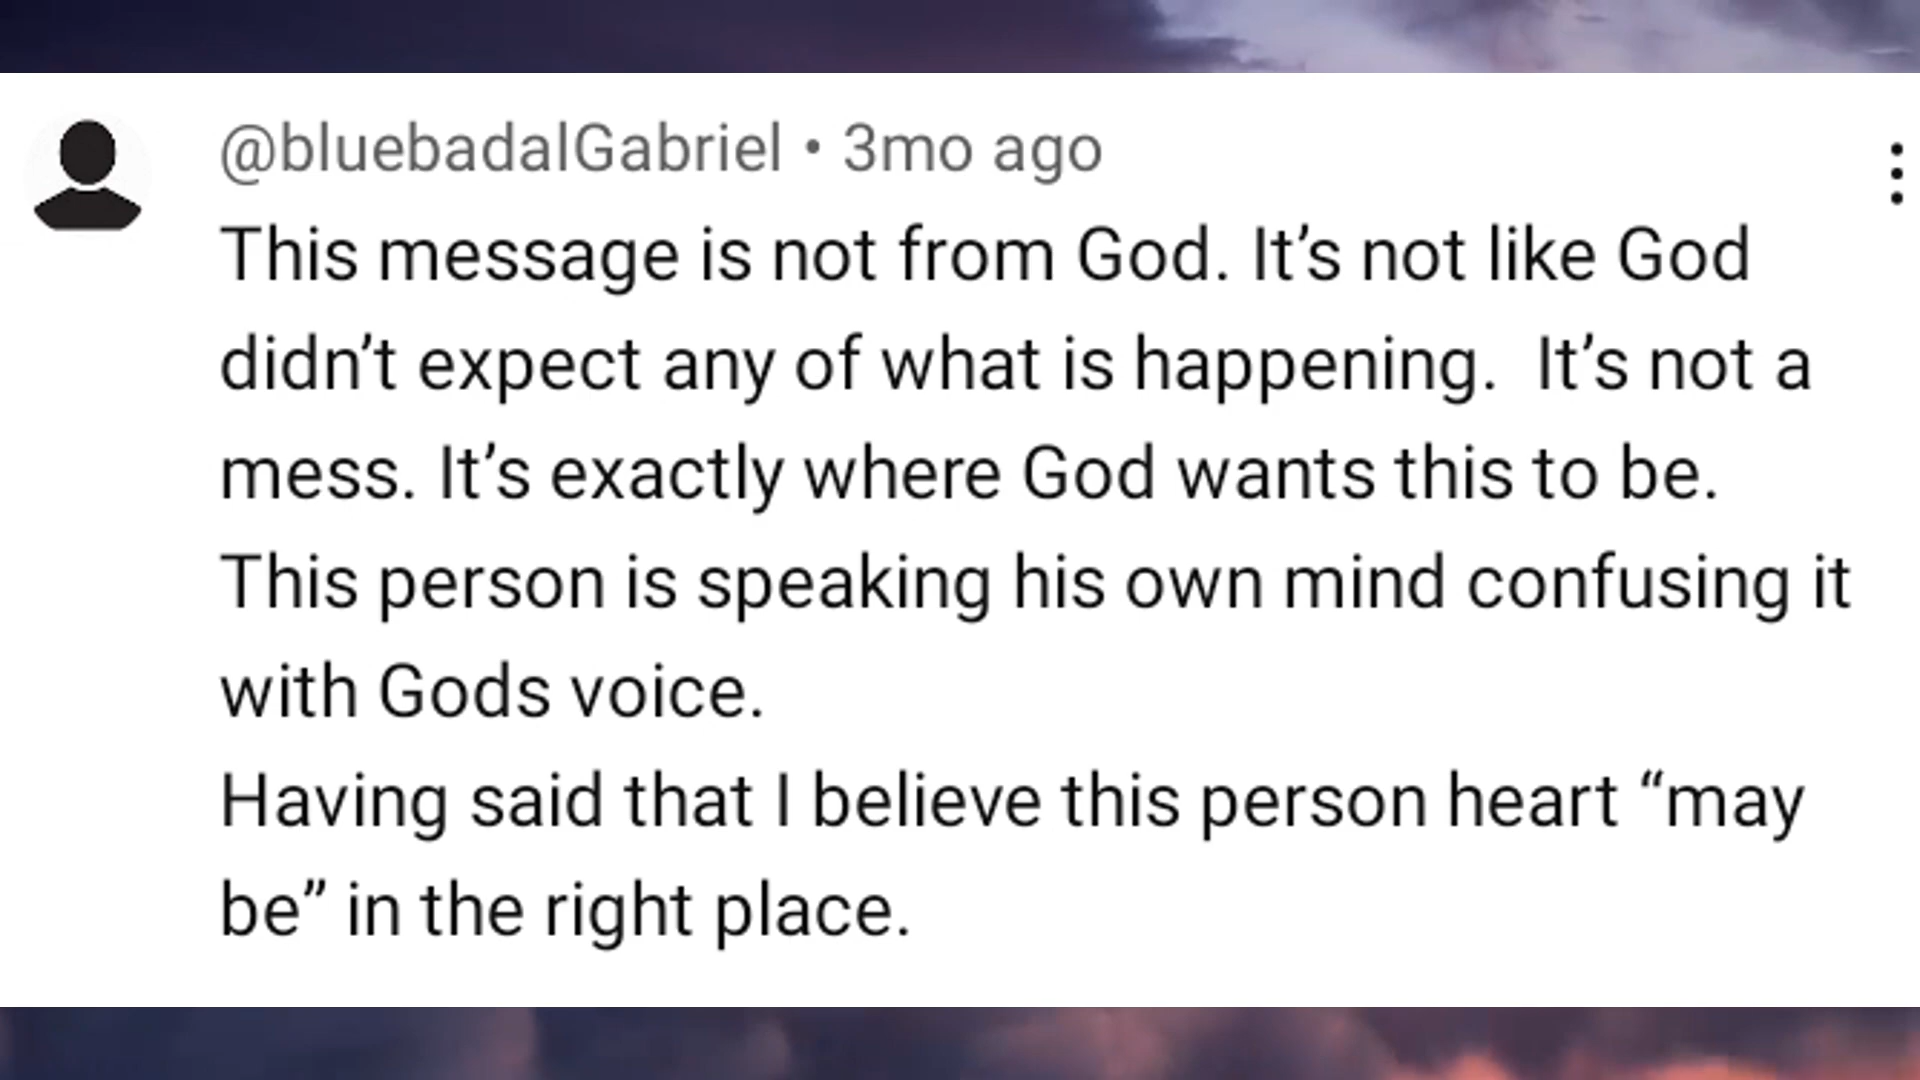 @bluebadalGabriel • 3mo ago
This message is not from God. It’s not like God
didn’t expect any of what is happening.  It’s not a
mess. It’s exactly where God wants this to be.
This person is speaking his own mind confusing it
with Gods voice.
Having said that I believe this person heart “may
be” in the right place.